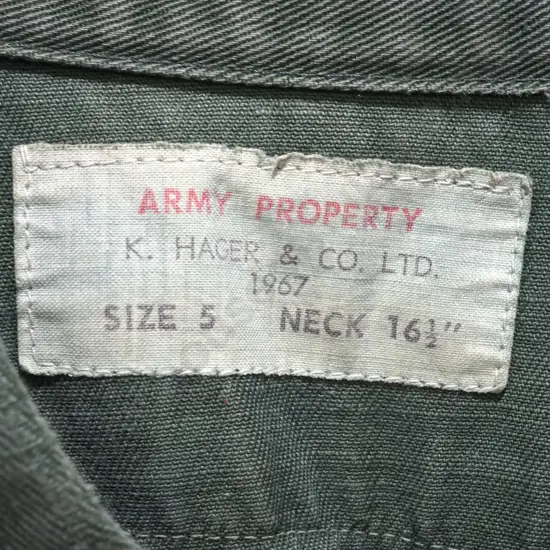 ARMY PROPERTY
K. HAGER & CO. LTD.
1967
SIZE 5 NECK 16½"